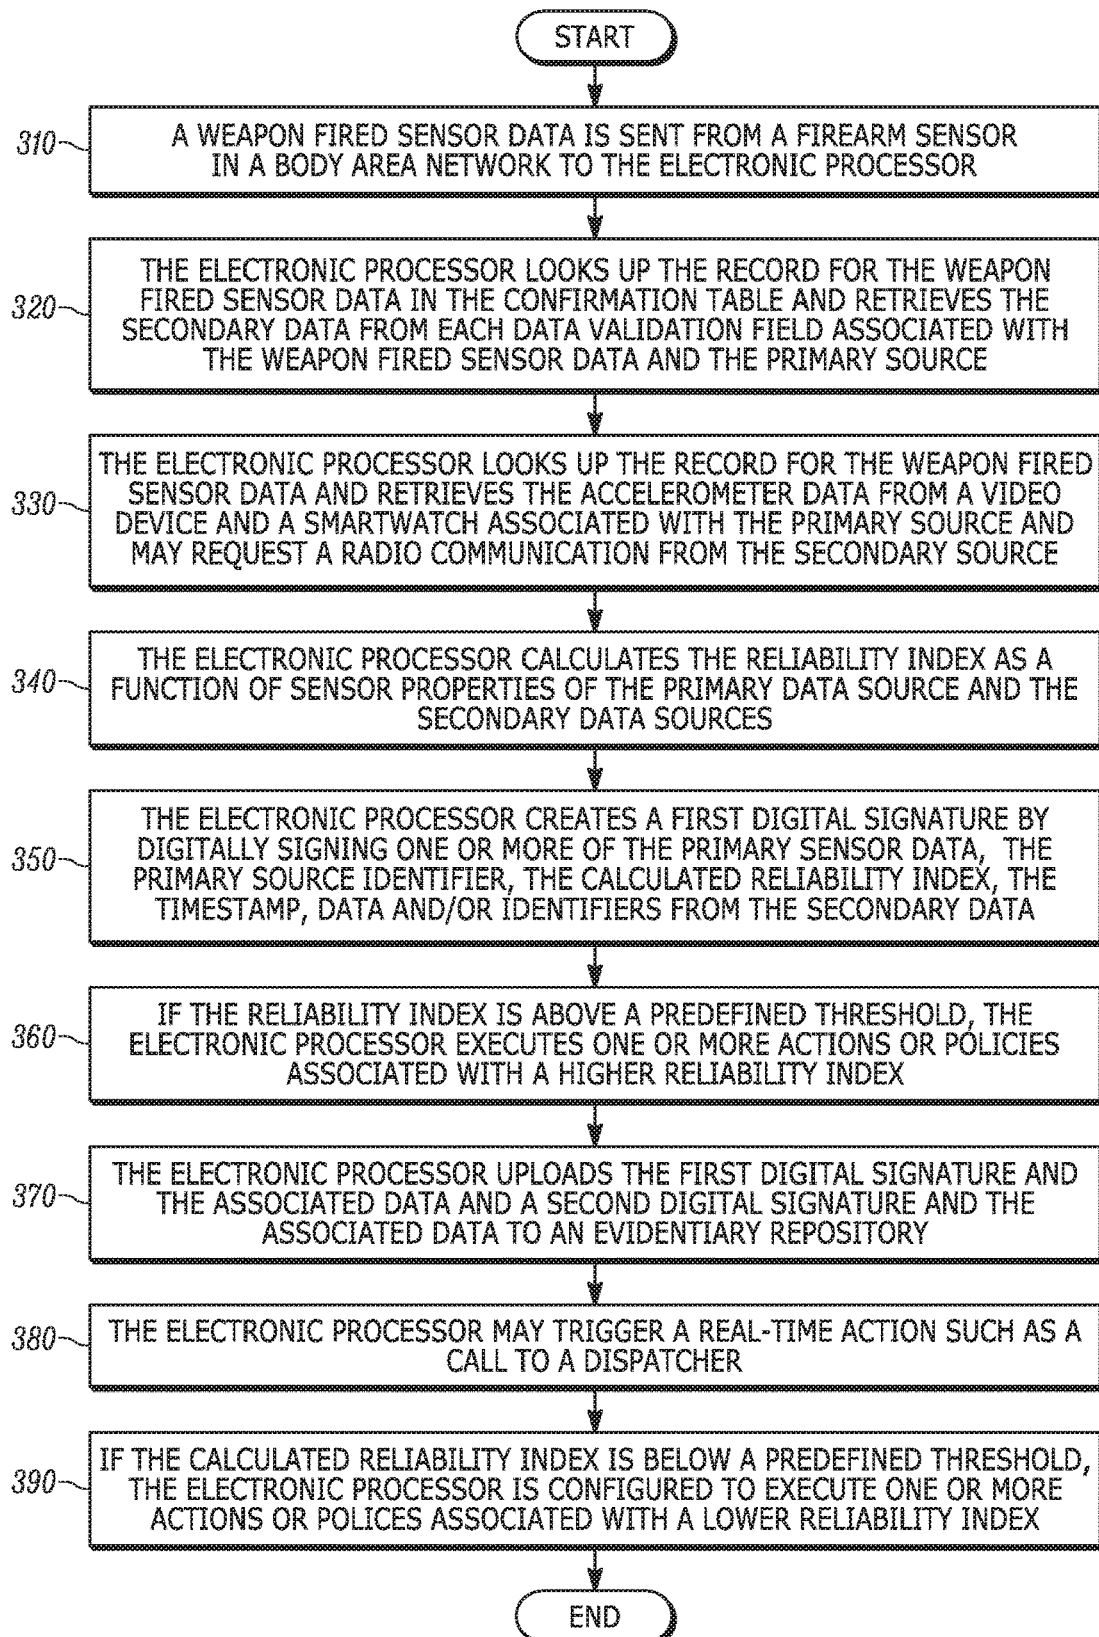 START
310
A WEAPON FIRED SENSOR DATA IS SENT FROM A FIREARM SENSOR
IN A BODY AREA NETWORK TO THE ELECTRONIC PROCESSOR
320
THE ELECTRONIC PROCESSOR LOOKS UP THE RECORD FOR THE WEAPON
FIRED SENSOR DATA IN THE CONFIRMATION TABLE AND RETRIEVES THE
SECONDARY DATA FROM EACH DATA VALIDATION FIELD ASSOCIATED WITH
THE WEAPON FIRED SENSOR DATA AND THE PRIMARY SOURCE
330
THE ELECTRONIC PROCESSOR LOOKS UP THE RECORD FOR THE WEAPON FIRED
SENSOR DATA AND RETRIEVES THE ACCELEROMETER DATA FROM A VIDEO
DEVICE AND A SMARTWATCH ASSOCIATED WITH THE PRIMARY SOURCE AND
MAY REQUEST A RADIO COMMUNICATION FROM THE SECONDARY SOURCE
340
THE ELECTRONIC PROCESSOR CALCULATES THE RELIABILITY INDEX AS A
FUNCTION OF SENSOR PROPERTIES OF THE PRIMARY DATA SOURCE AND THE
SECONDARY DATA SOURCES
350
THE ELECTRONIC PROCESSOR CREATES A FIRST DIGITAL SIGNATURE BY
DIGITALLY SIGNING ONE OR MORE OF THE PRIMARY SENSOR DATA, THE
PRIMARY SOURCE IDENTIFIER, THE CALCULATED RELIABILITY INDEX, THE
TIMESTAMP, DATA AND/OR IDENTIFIERS FROM THE SECONDARY DATA
360
IF THE RELIABILITY INDEX IS ABOVE A PREDEFINED THRESHOLD, THE
ELECTRONIC PROCESSOR EXECUTES ONE OR MORE ACTIONS OR POLICIES
ASSOCIATED WITH A HIGHER RELIABILITY INDEX
370
THE ELECTRONIC PROCESSOR UPLOADS THE FIRST DIGITAL SIGNATURE AND
THE ASSOCIATED DATA AND A SECOND DIGITAL SIGNATURE AND THE
ASSOCIATED DATA TO AN EVIDENTIARY REPOSITORY
380
THE ELECTRONIC PROCESSOR MAY TRIGGER A REAL-TIME ACTION SUCH AS A
CALL TO A DISPATCHER
390
IF THE CALCULATED RELIABILITY INDEX IS BELOW A PREDEFINED THRESHOLD,
THE ELECTRONIC PROCESSOR IS CONFIGURED TO EXECUTE ONE OR MORE
ACTIONS OR POLICES ASSOCIATED WITH A LOWER RELIABILITY INDEX
END